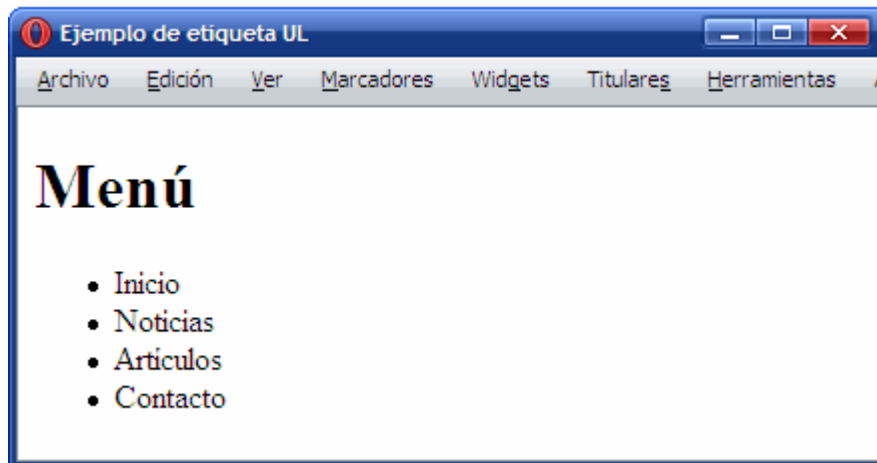 Ejemplo de etiqueta UL
Archivo Edición Ver Marcadores Widgets Titulares Herramientas
Menú
• Inicio
• Noticias
• Artículos
• Contacto